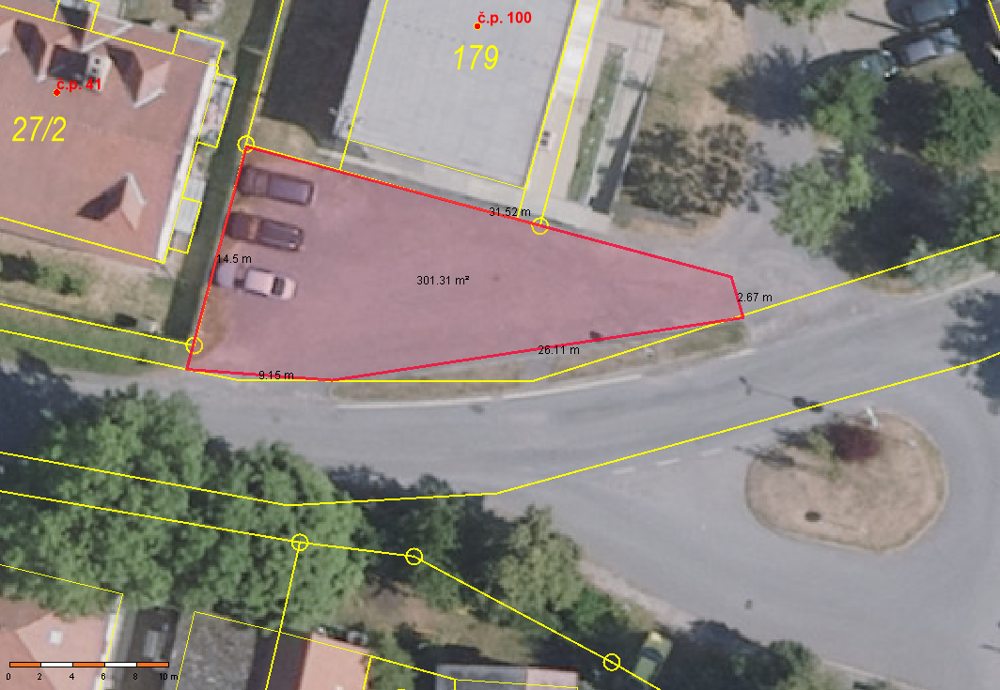 č.p. 100
179
č.p. 41
27/2
31.52 m
14.5 m
301.31 m²
2.67 m
26.11 m
9.15 m
0 2 4 6 8 10 m